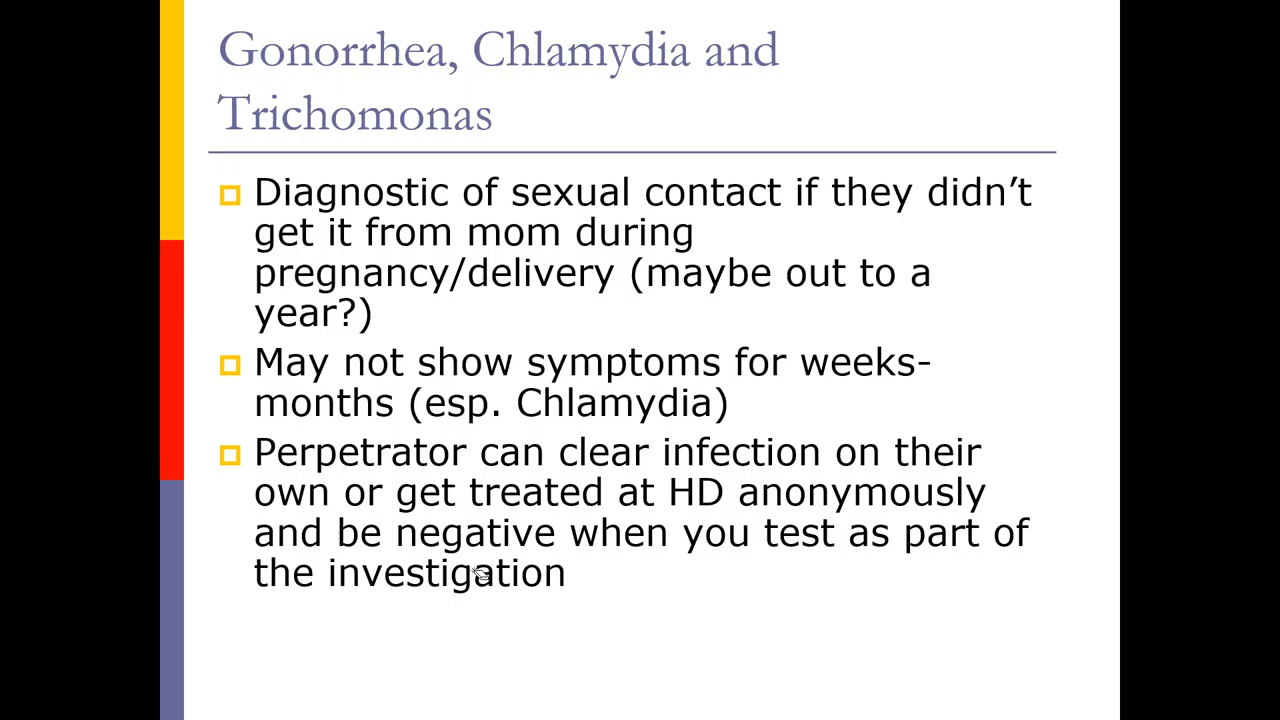 Gonorrhea, Chlamydia and
Trichomonas
Diagnostic of sexual contact if they didn’t
get it from mom during
pregnancy/delivery (maybe out to a
year?)
May not show symptoms for weeks-
months (esp. Chlamydia)
Perpetrator can clear infection on their
own or get treated at HD anonymously
and be negative when you test as part of
the investigation